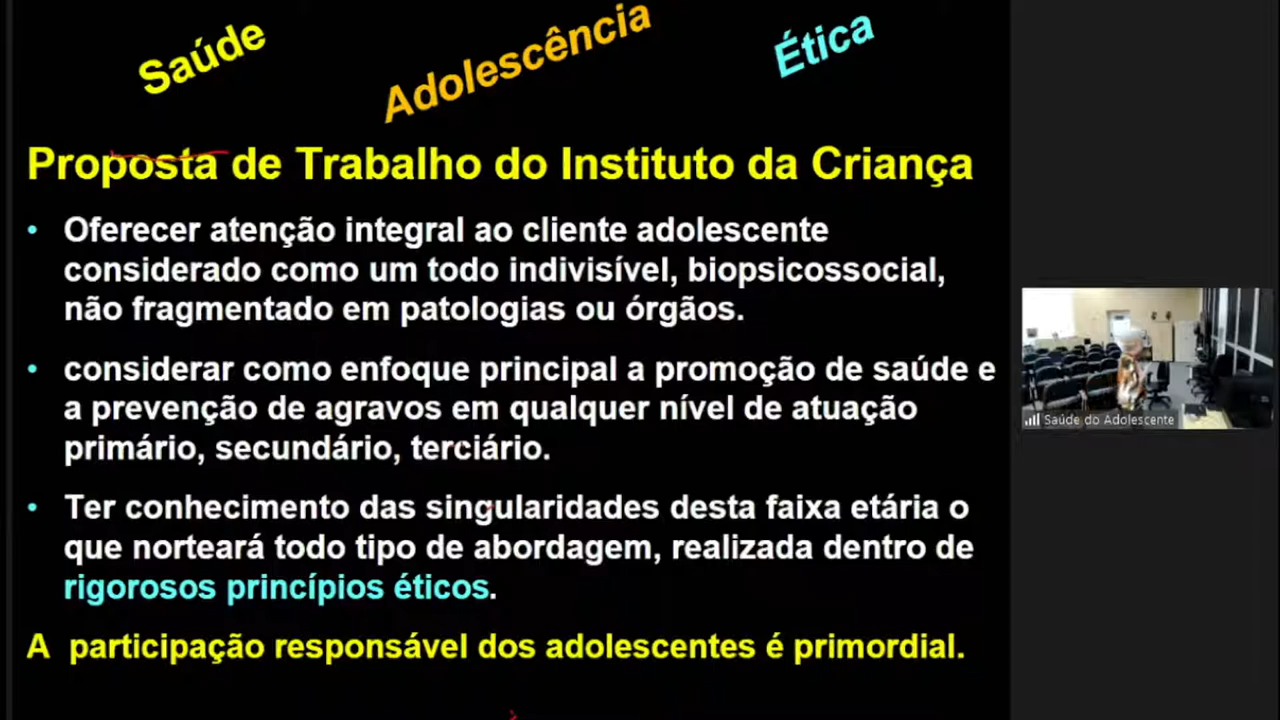 Saúde
Adolescência
Ética
Proposta de Trabalho do Instituto da Criança
• Oferecer atenção integral ao cliente adolescente
considerado como um todo indivisível, biopsicossocial,
não fragmentado em patologias ou órgãos.
• considerar como enfoque principal a promoção de saúde e
a prevenção de agravos em qualquer nível de atuação
primário, secundário, terciário.
• Ter conhecimento das singularidades desta faixa etária o
que norteará todo tipo de abordagem, realizada dentro de
rigorosos princípios éticos.
A participação responsável dos adolescentes é primordial.
Saúde do Adolescente